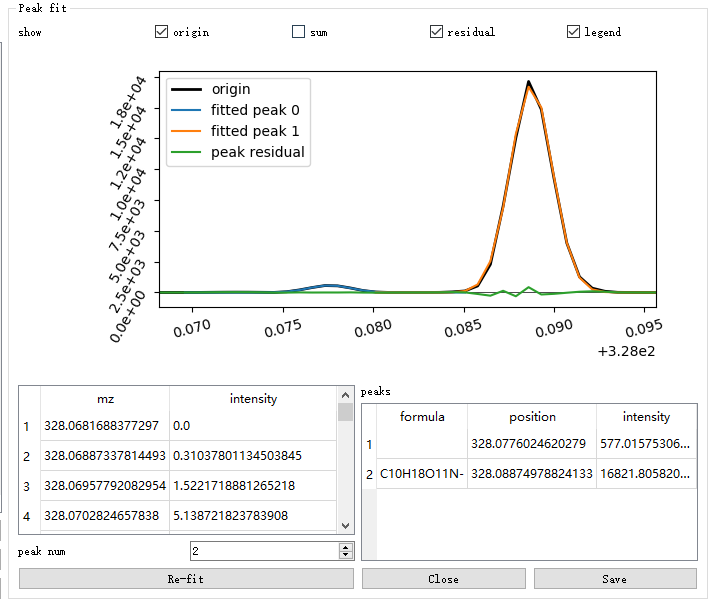 Peak fit
show origin sum residual legend
origin
fitted peak 0
fitted peak 1
peak residual
1.8e+04
1.5e+04
1.2e+04
1.0e+04
7.5e+03
5.0e+03
2.5e+03
0.0e+00
0.070 0.075 0.080 0.085 0.090 0.095
+3.28e2
mz intensity
1 328.0681688377297 0.0
2 328.06887337814493 0.31037801134503845
3 328.06957792082954 1.5221718881265218
4 328.0702824657838 5.138721823783908
peak num 2
Re-fit
peaks
formula position intensity
1 328.0776024620279 577.01575306...
2 C10H18O11N- 328.08874978824133 16821.805820...
Close Save